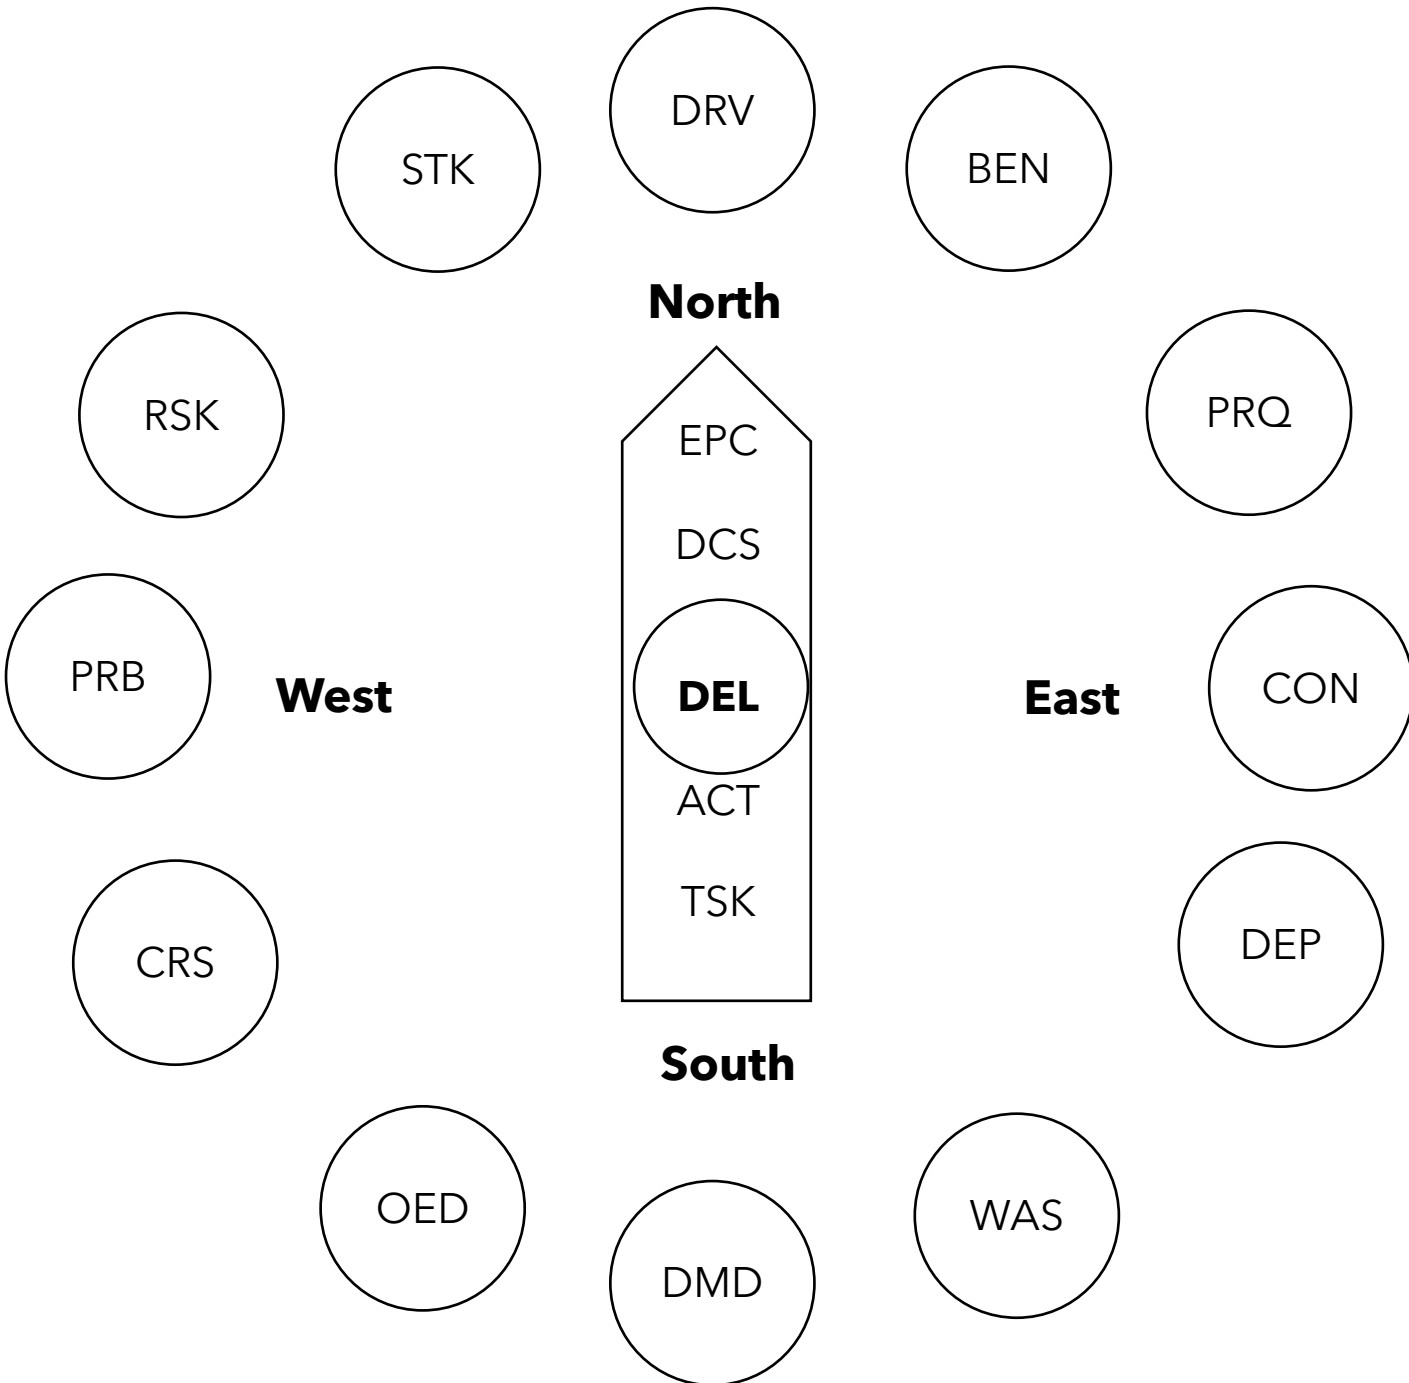 DRV
STK
BEN
North
RSK
PRQ
EPC
DCS
PRB
West
DEL
East
CON
ACT
TSK
CRS
DEP
South
OED
WAS
DMD